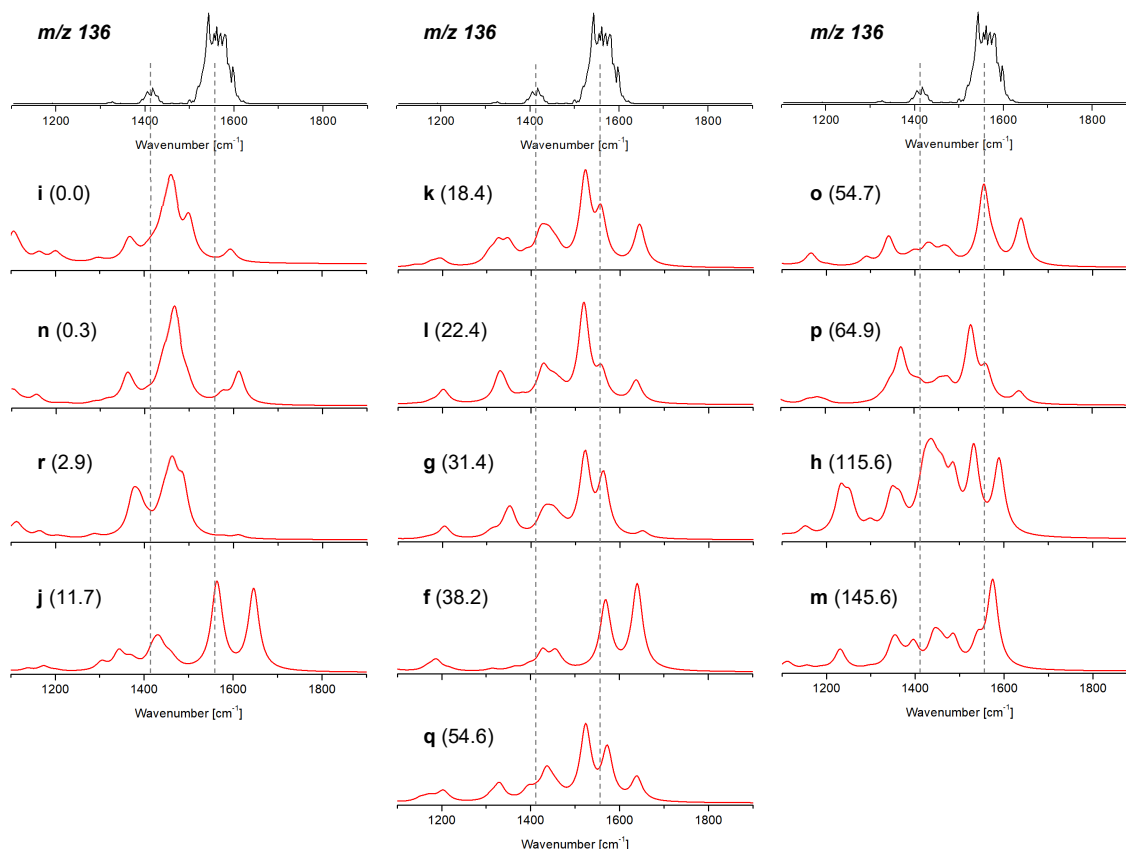 m/z 136
m/z 136
m/z 136
1200 1400 1600 1800
1200 1400 1600 1800
1200 1400 1600 1800
Wavenumber [cm⁻¹]
Wavenumber [cm⁻¹]
Wavenumber [cm⁻¹]
i (0.0)
k (18.4)
o (54.7)
n (0.3)
l (22.4)
p (64.9)
r (2.9)
g (31.4)
h (115.6)
j (11.7)
f (38.2)
m (145.6)
1200 1400 1600 1800
1200 1400 1600 1800
Wavenumber [cm⁻¹]
Wavenumber [cm⁻¹]
q (54.6)
1200 1400 1600 1800
Wavenumber [cm⁻¹]